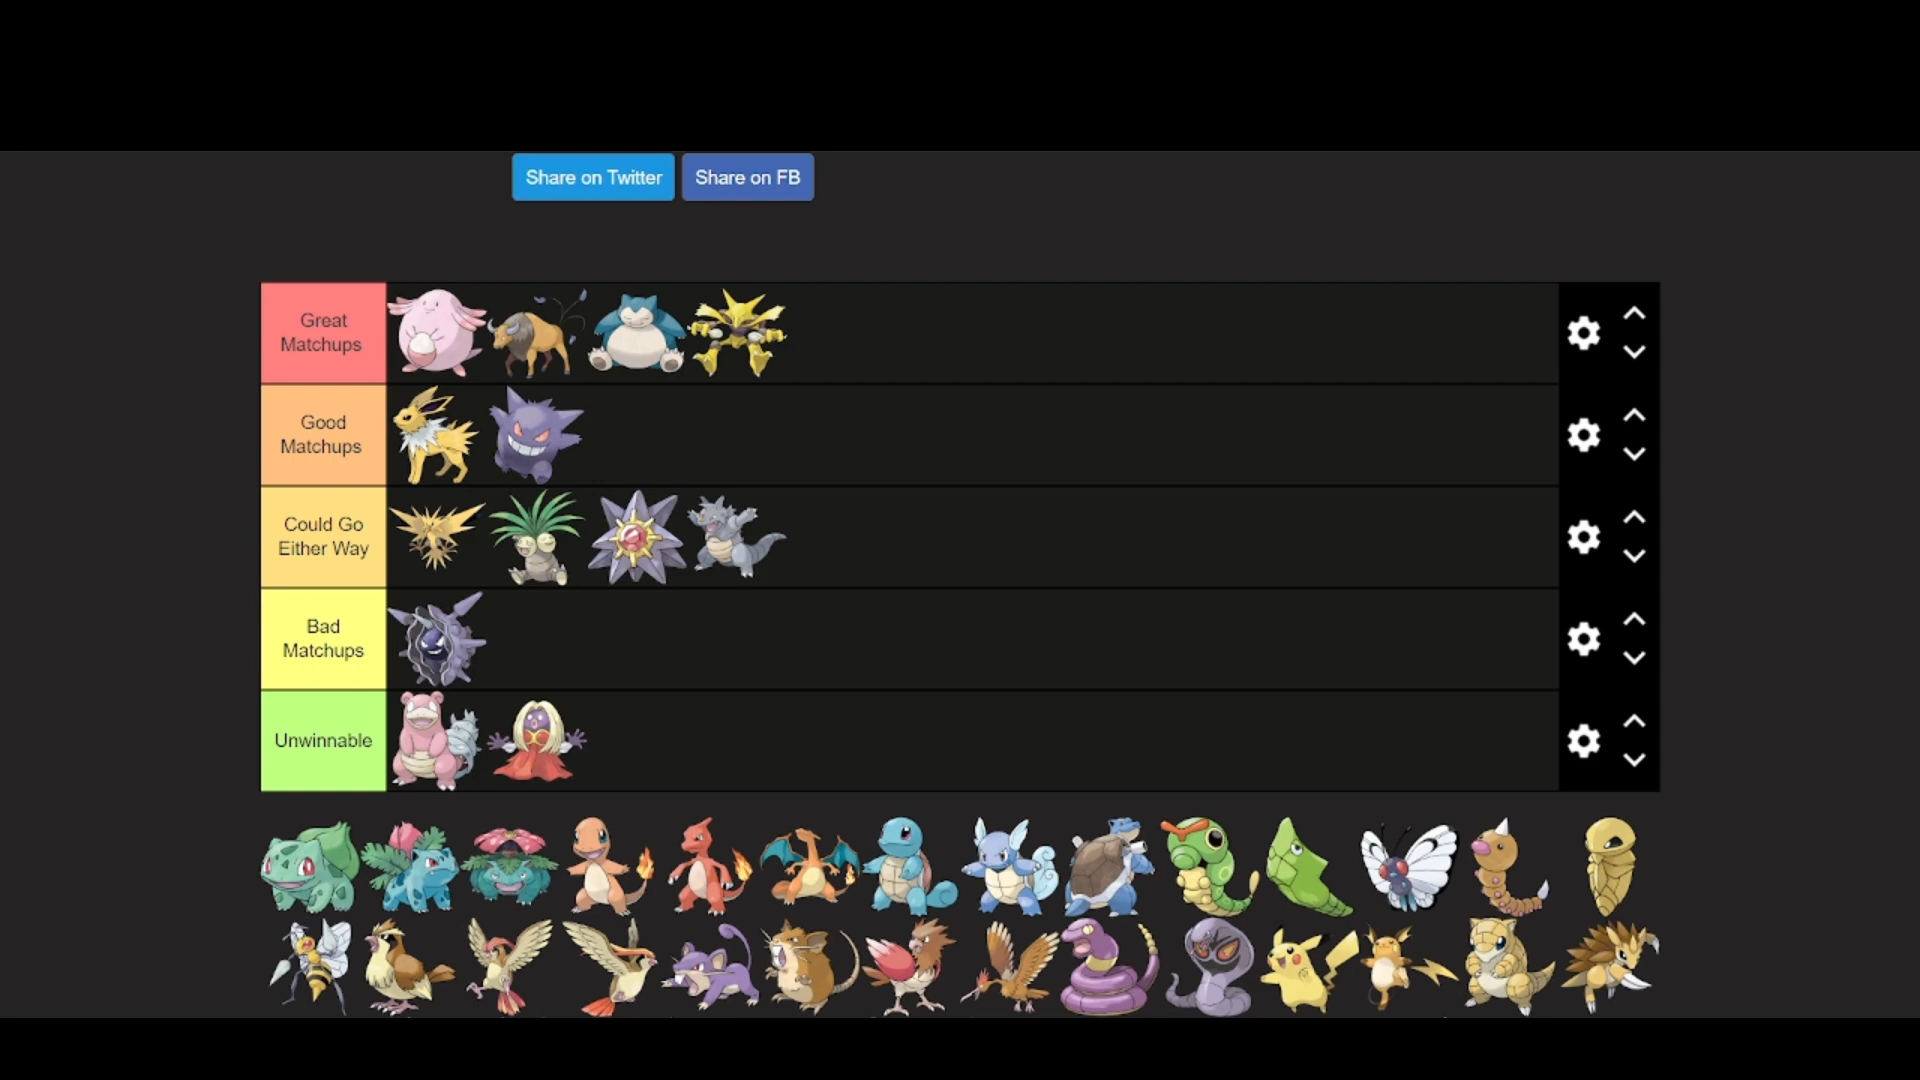 Share on Twitter
Share on FB
Great
Matchups
Good
Matchups
Could Go
Either Way
Bad
Matchups
Unwinnable